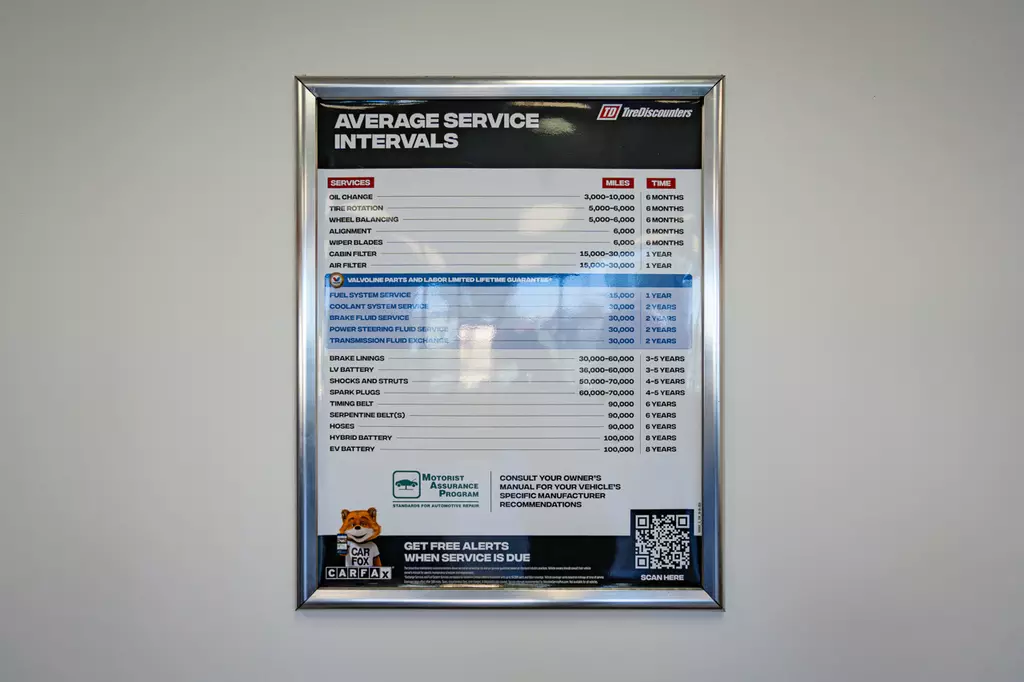 AVERAGE SERVICE
INTERVALS
TD TIREDISCOUNTERS
SERVICES MILES TIME
OIL CHANGE 3,000-10,000 6 MONTHS
TIRE ROTATION 5,000-6,000 6 MONTHS
WHEEL BALANCING 5,000-6,000 6 MONTHS
ALIGNMENT 6,000 6 MONTHS
WIPER BLADES 6,000 6 MONTHS
CABIN FILTER 15,000-30,000 1 YEAR
AIR FILTER 15,000-30,000 1 YEAR
VALVOLINE PARTS AND LABOR LIMITED LIFETIME GUARANTEE*
FUEL SYSTEM SERVICE 15,000 1 YEAR
COOLANT SYSTEM SERVICE 30,000 2 YEARS
BRAKE FLUID SERVICE 30,000 2 YEARS
POWER STEERING FLUID SERVICE 30,000 2 YEARS
TRANSMISSION FLUID EXCHANGE 30,000 2 YEARS
BRAKE LININGS 30,000-60,000 3-5 YEARS
LV BATTERY 36,000-60,000 3-5 YEARS
SHOCKS AND STRUTS 50,000-70,000 4-5 YEARS
SPARK PLUGS 60,000-70,000 4-5 YEARS
TIMING BELT 90,000 6 YEARS
SERPENTINE BELT(S) 90,000 6 YEARS
HOSES 90,000 6 YEARS
HYBRID BATTERY 100,000 8 YEARS
EV BATTERY 100,000 8 YEARS
MOTORIST
ASSURANCE
PROGRAM
STANDARDS FOR AUTOMOTIVE REPAIR
CONSULT YOUR OWNER'S
MANUAL FOR YOUR VEHICLE'S
SPECIFIC MANUFACTURER
RECOMMENDATIONS
CAR
FOX
CARFAX
GET FREE ALERTS
WHEN SERVICE IS DUE
SCAN HERE